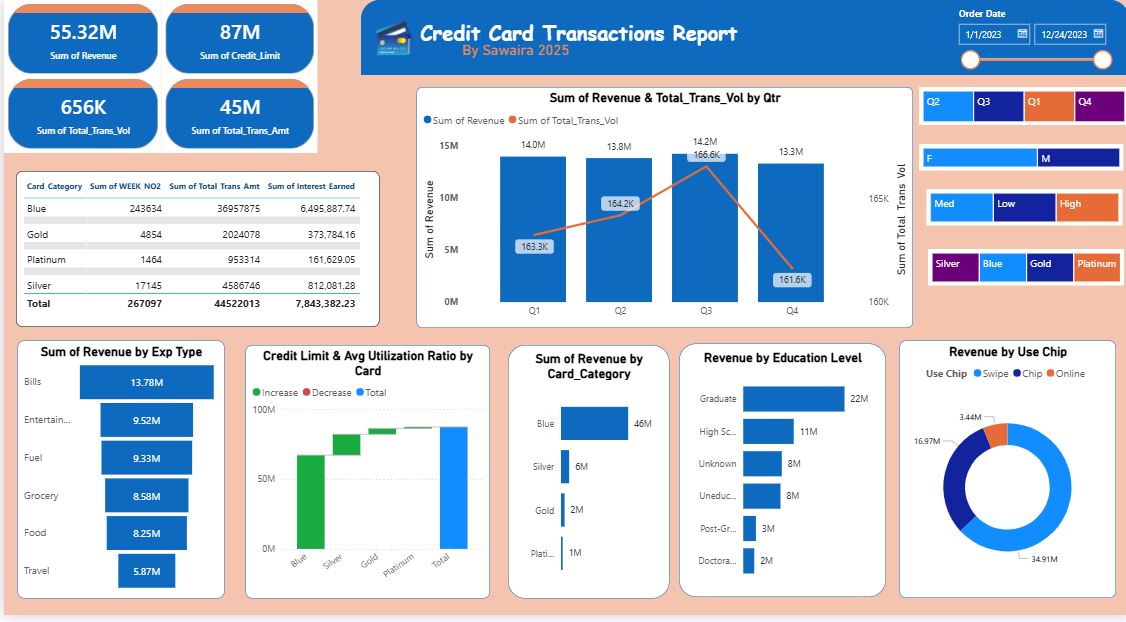 55.32M
Sum of Revenue
87M
Sum of Credit_Limit
656K
Sum of Total_Trans_Vol
45M
Sum of Total_Trans_Amt
Credit Card Transactions Report
By Sawaira 2025
Order Date
1/1/2023
12/24/2023
Card Category Sum of WEEK NO2 Sum of Total Trans Amt Sum of Interest Earned
Blue 243634 36957875 6,495,887.74
Gold 4854 2024078 373,784.16
Platinum 1464 953314 161,629.05
Silver 17145 4586746 812,081.28
Total 267097 44522013 7,843,382.23
Sum of Revenue & Total_Trans_Vol by Qtr
Sum of Revenue Sum of Total_Trans_Vol
Sum of Revenue
15M
10M
5M
0M
14.0M
13.8M
14.2M
13.3M
163.3K
164.2K
166.6K
161.6K
Q1
Q2
Q3
Q4
165K
160K
Sum of Total Trans Vol
Q2 Q3 Q1 Q4
F M
Med Low High
Silver Blue Gold Platinum
Sum of Revenue by Exp Type
Bills 13.78M
Entertain... 9.52M
Fuel 9.33M
Grocery 8.58M
Food 8.25M
Travel 5.87M
Credit Limit & Avg Utilization Ratio by
Card
Increase Decrease Total
100M
50M
0M
Blue
Silver
Gold
Platinum
Total
Sum of Revenue by
Card_Category
Blue 46M
Silver 6M
Gold 2M
Plati... 1M
Revenue by Education Level
Graduate 22M
High Sc... 11M
Unknown 8M
Uneduc... 8M
Post-Gr... 3M
Doctora... 2M
Revenue by Use Chip
Use Chip Swipe Chip Online
3.44M
16.97M
34.91M